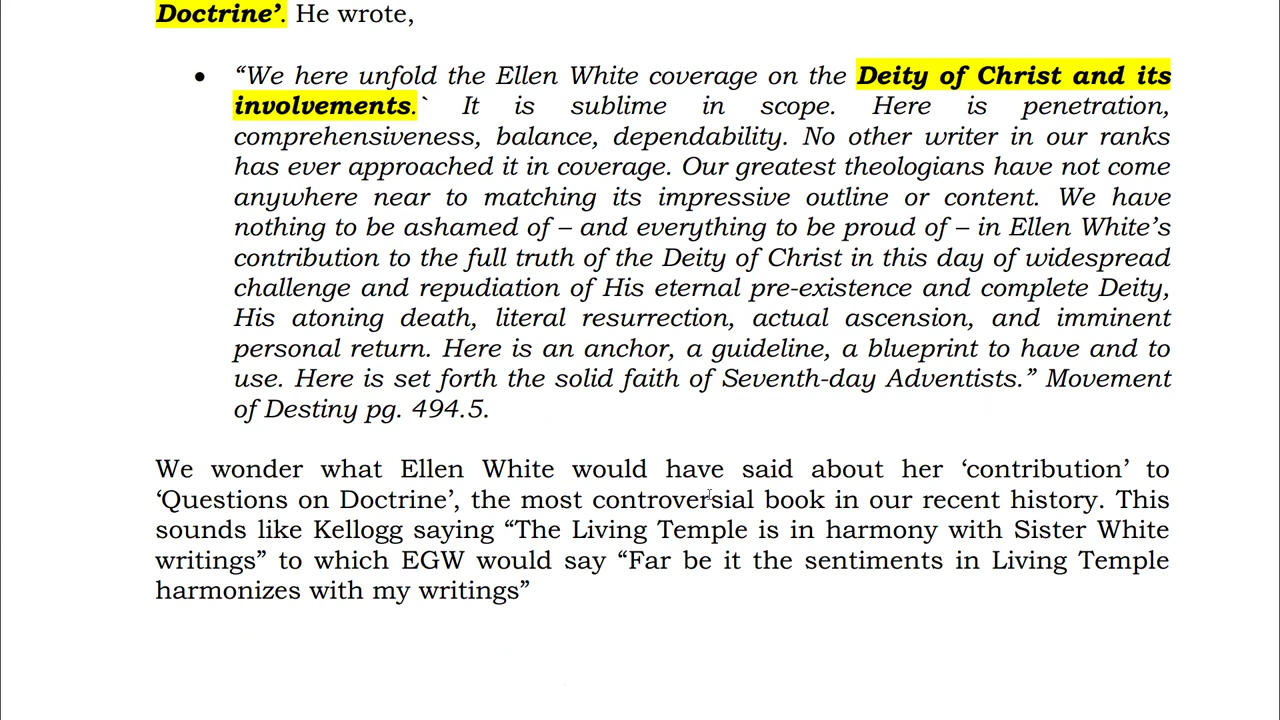 Doctrine’. He wrote,
• “We here unfold the Ellen White coverage on the Deity of Christ and its
involvements.` It is sublime in scope. Here is penetration,
comprehensiveness, balance, dependability. No other writer in our ranks
has ever approached it in coverage. Our greatest theologians have not come
anywhere near to matching its impressive outline or content. We have
nothing to be ashamed of – and everything to be proud of – in Ellen White’s
contribution to the full truth of the Deity of Christ in this day of widespread
challenge and repudiation of His eternal pre-existence and complete Deity,
His atoning death, literal resurrection, actual ascension, and imminent
personal return. Here is an anchor, a guideline, a blueprint to have and to
use. Here is set forth the solid faith of Seventh-day Adventists.” Movement
of Destiny pg. 494.5.
We wonder what Ellen White would have said about her ‘contribution’ to
‘Questions on Doctrine’, the most controversial book in our recent history. This
sounds like Kellogg saying “The Living Temple is in harmony with Sister White
writings” to which EGW would say “Far be it the sentiments in Living Temple
harmonizes with my writings”